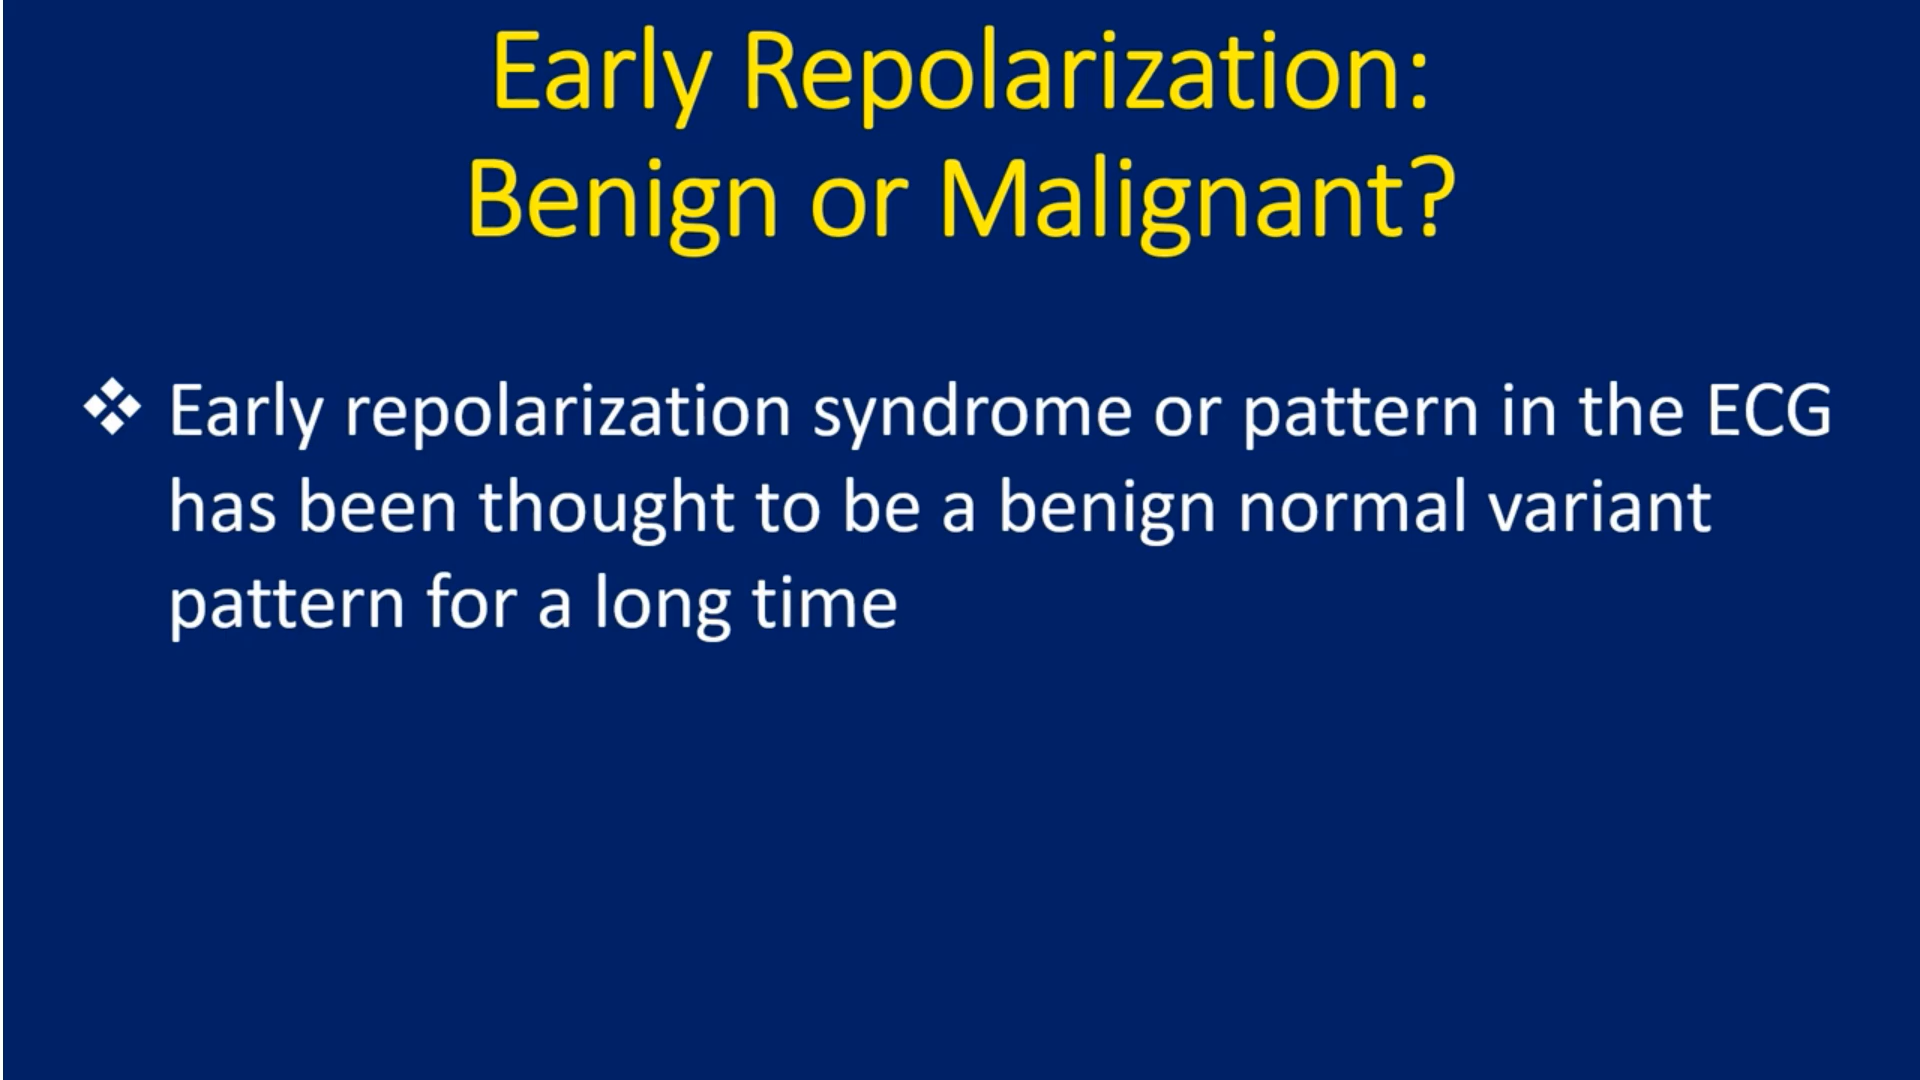 Early Repolarization:
Benign or Malignant?
❖ Early repolarization syndrome or pattern in the ECG
has been thought to be a benign normal variant
pattern for a long time